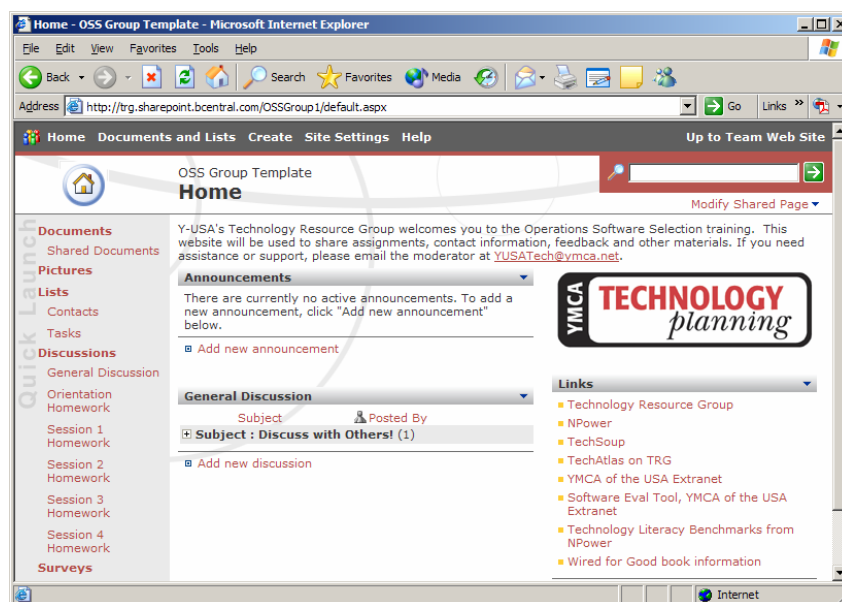 Home - OSS Group Template - Microsoft Internet Explorer
File Edit View Favorites Tools Help
Back Search Favorites Media
Address http://trg.sharepoint.bcentral.com/OSSGroup1/default.aspx Go Links »
Home Documents and Lists Create Site Settings Help Up to Team Web Site
OSS Group Template
Home
Modify Shared Page
Quick Launch
Documents
Shared Documents
Pictures
Lists
Contacts
Tasks
Discussions
General Discussion
Orientation
Homework
Session 1
Homework
Session 2
Homework
Session 3
Homework
Session 4
Homework
Surveys
Y-USA's Technology Resource Group welcomes you to the Operations Software Selection training. This
website will be used to share assignments, contact information, feedback and other materials. If you need
assistance or support, please email the moderator at YUSATech@ymca.net.
Announcements
There are currently no active announcements. To add a
new announcement, click "Add new announcement"
below.
Add new announcement
General Discussion
Subject Posted By
Subject : Discuss with Others! (1)
Add new discussion
YMCA
TECHNOLOGY
planning
Links
Technology Resource Group
NPower
TechSoup
TechAtlas on TRG
YMCA of the USA Extranet
Software Eval Tool, YMCA of the USA
Extranet
Technology Literacy Benchmarks from
NPower
Wired for Good book information
Internet